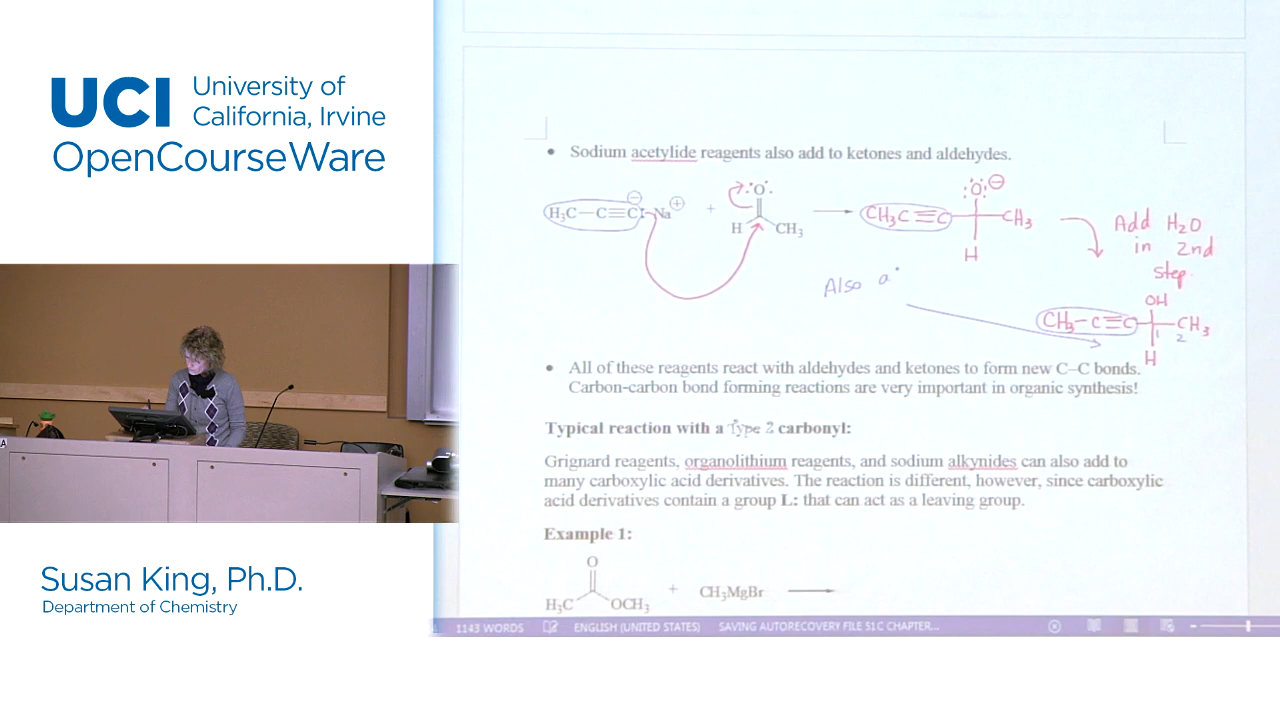 UCI University of California, Irvine
OpenCourseWare
• Sodium acetylide reagents also add to ketones and aldehydes.
H₃C−C≡C:⊖ Na⊕ + :O: H CH₃ CH₃C≡C :O:⊖ CH₃ H
Add H₂O
in 2nd
step.
Also a
CH₃−C≡C OH 1 CH₃ 2 H
• All of these reagents react with aldehydes and ketones to form new C–C bonds.
Carbon-carbon bond forming reactions are very important in organic synthesis!
Typical reaction with a Type 2 carbonyl:
Grignard reagents, organolithium reagents, and sodium alkynides can also add to
many carboxylic acid derivatives. The reaction is different, however, since carboxylic
acid derivatives contain a group L: that can act as a leaving group.
Example 1:
O
H₃C OCH₃ + CH₃MgBr
1143 WORDS ENGLISH (UNITED STATES) SAVING AUTORECOVERY FILE 51C CHAPTER...
A
Susan King, Ph.D.
Department of Chemistry